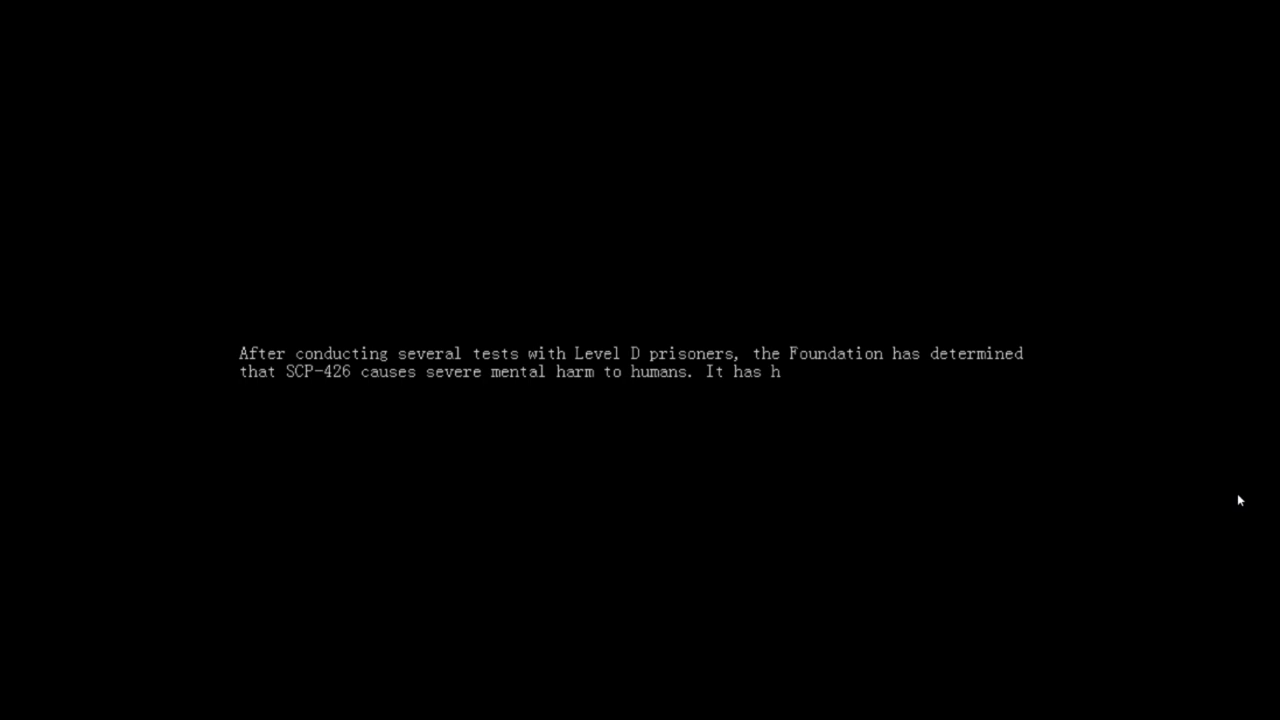 After conducting several tests with Level D prisoners, the Foundation has determined
that SCP-426 causes severe mental harm to humans. It has h